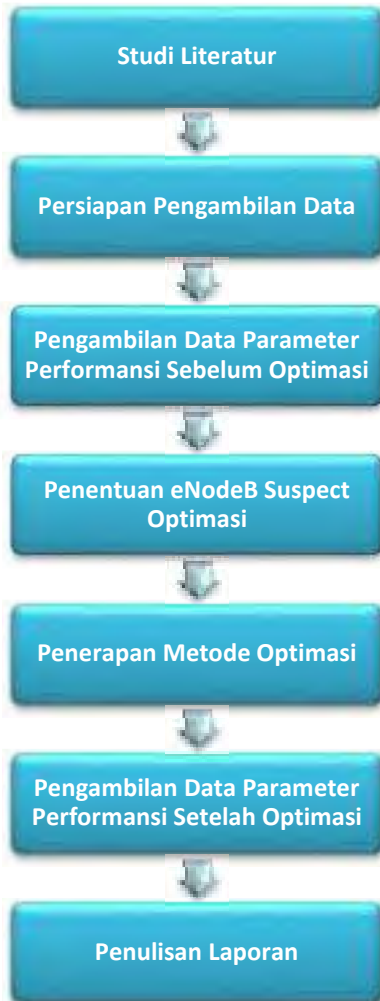 Studi Literatur
Persiapan Pengambilan Data
Pengambilan Data Parameter
Performansi Sebelum Optimasi
Penentuan eNodeB Suspect
Optimasi
Penerapan Metode Optimasi
Pengambilan Data Parameter
Performansi Setelah Optimasi
Penulisan Laporan